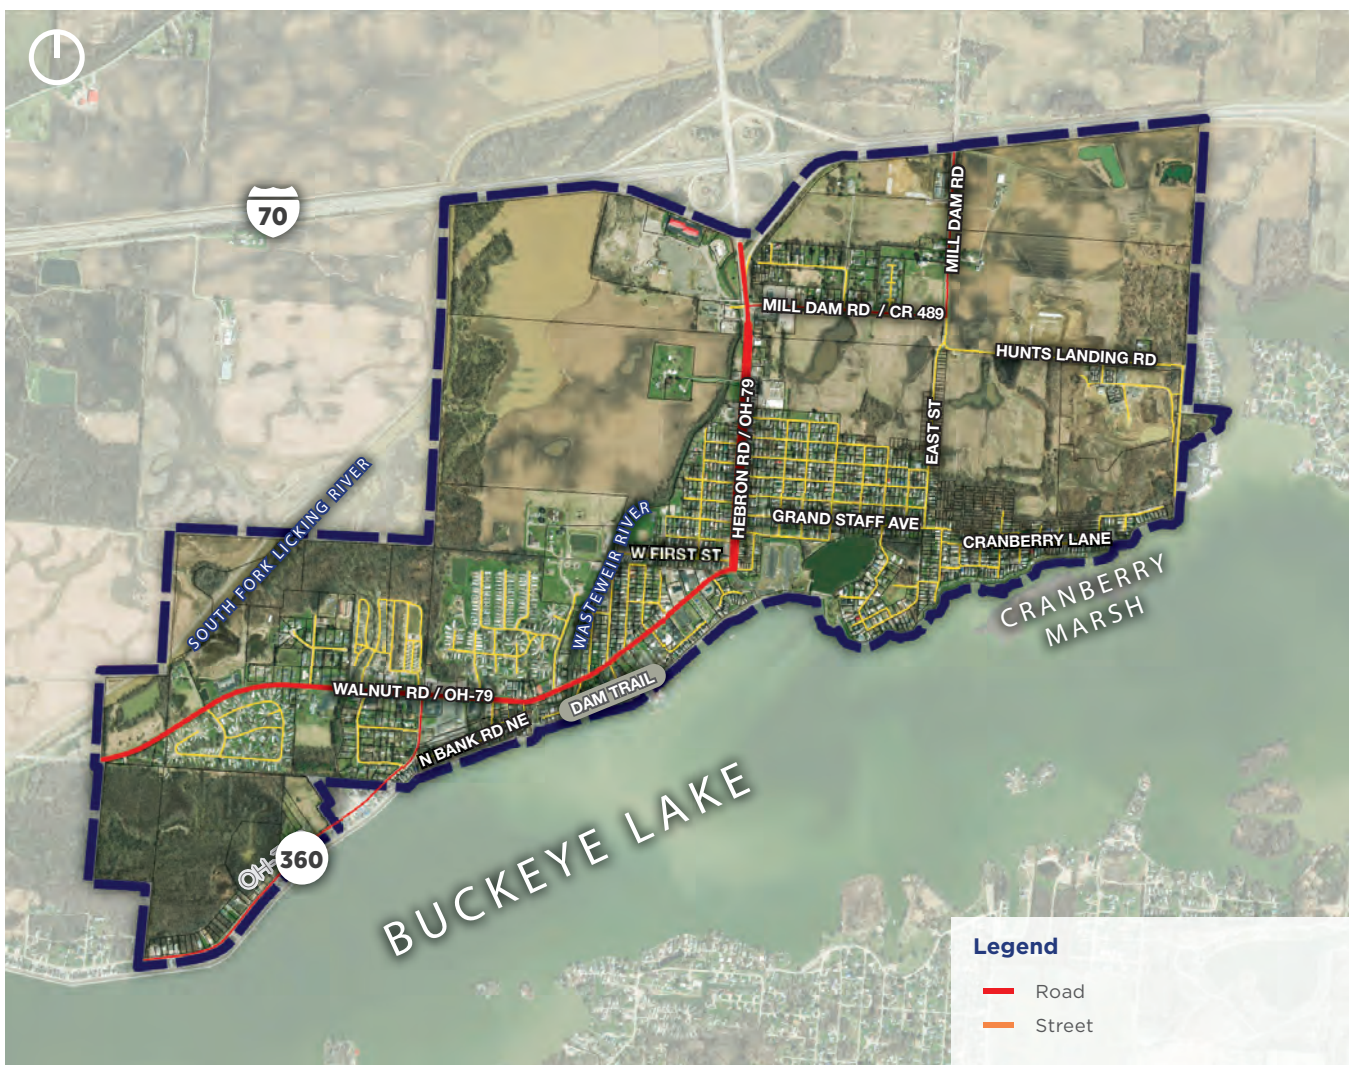 70
MILL DAM RD
MILL DAM RD / CR 489
HUNTS LANDING RD
HEBRON RD / OH-79
EAST ST
SOUTH FORK LICKING RIVER
WASTEWEIR RIVER
GRAND STAFF AVE
W FIRST ST
CRANBERRY LANE
CRANBERRY
MARSH
WALNUT RD / OH-79
DAM TRAIL
N BANK RD NE
BUCKEYE LAKE
OH-
360
Legend
Road
Street